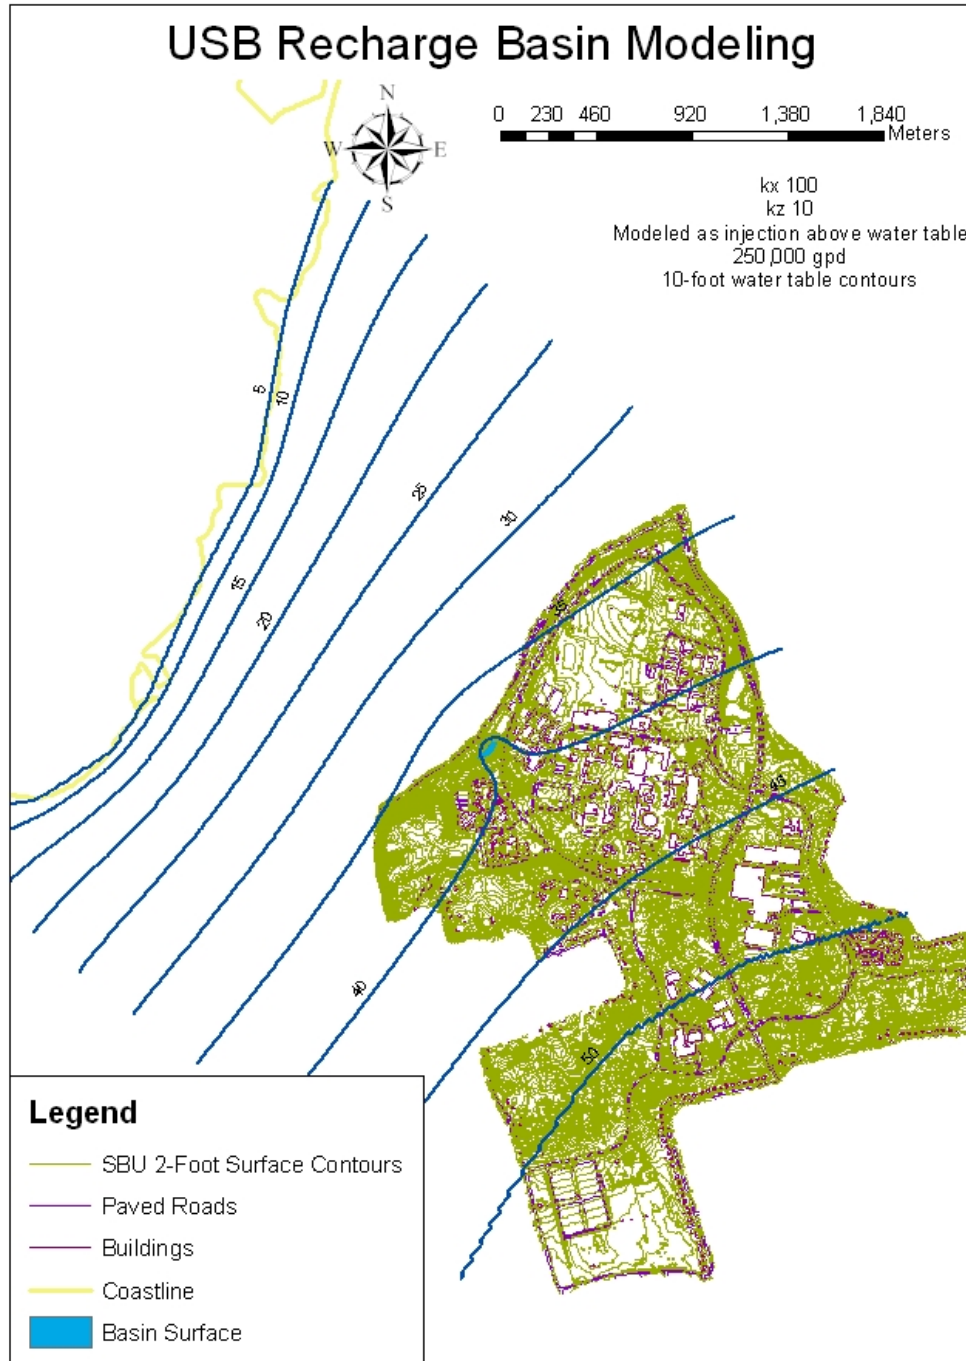 USB Recharge Basin Modeling
N
W E
S
0 230 460 920 1,380 1,840
Meters
kx 100
kz 10
Modeled as injection above water table
250,000 gpd
10-foot water table contours
5
10
15
20
25
30
35
40
50
Legend
SBU 2-Foot Surface Contours
Paved Roads
Buildings
Coastline
Basin Surface